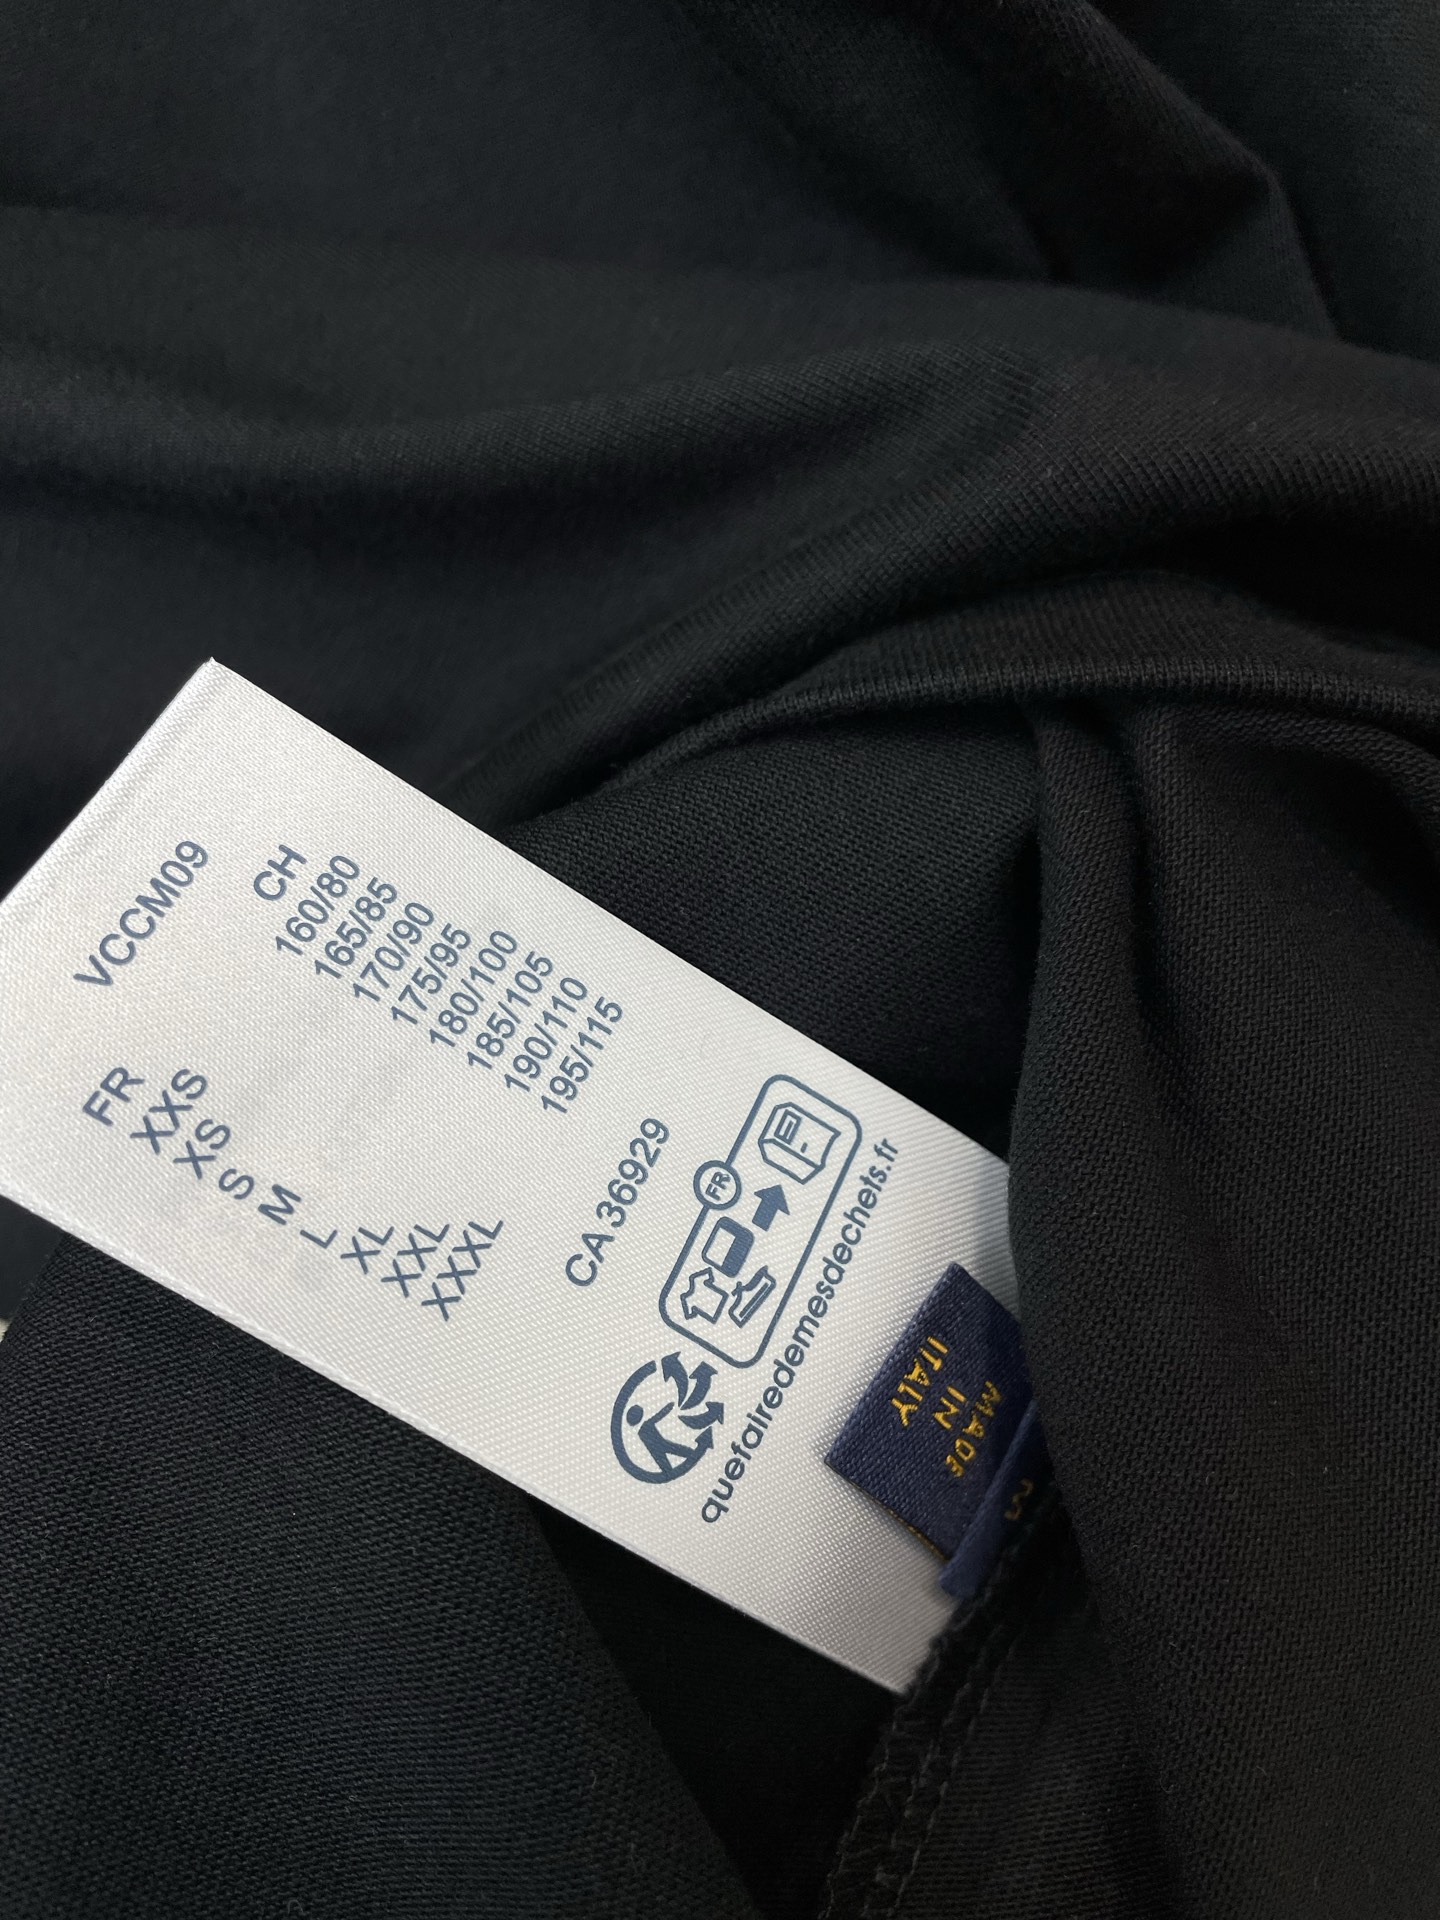 VCCM09
FR CH
XXS 160/80
XS 165/85
S 170/90
M 175/95
L 180/100
XL 185/105
XXL 190/110
XXXL 195/115
CA 36929
FR
quefairedemesdechets.fr
MADE
IN
ITALY